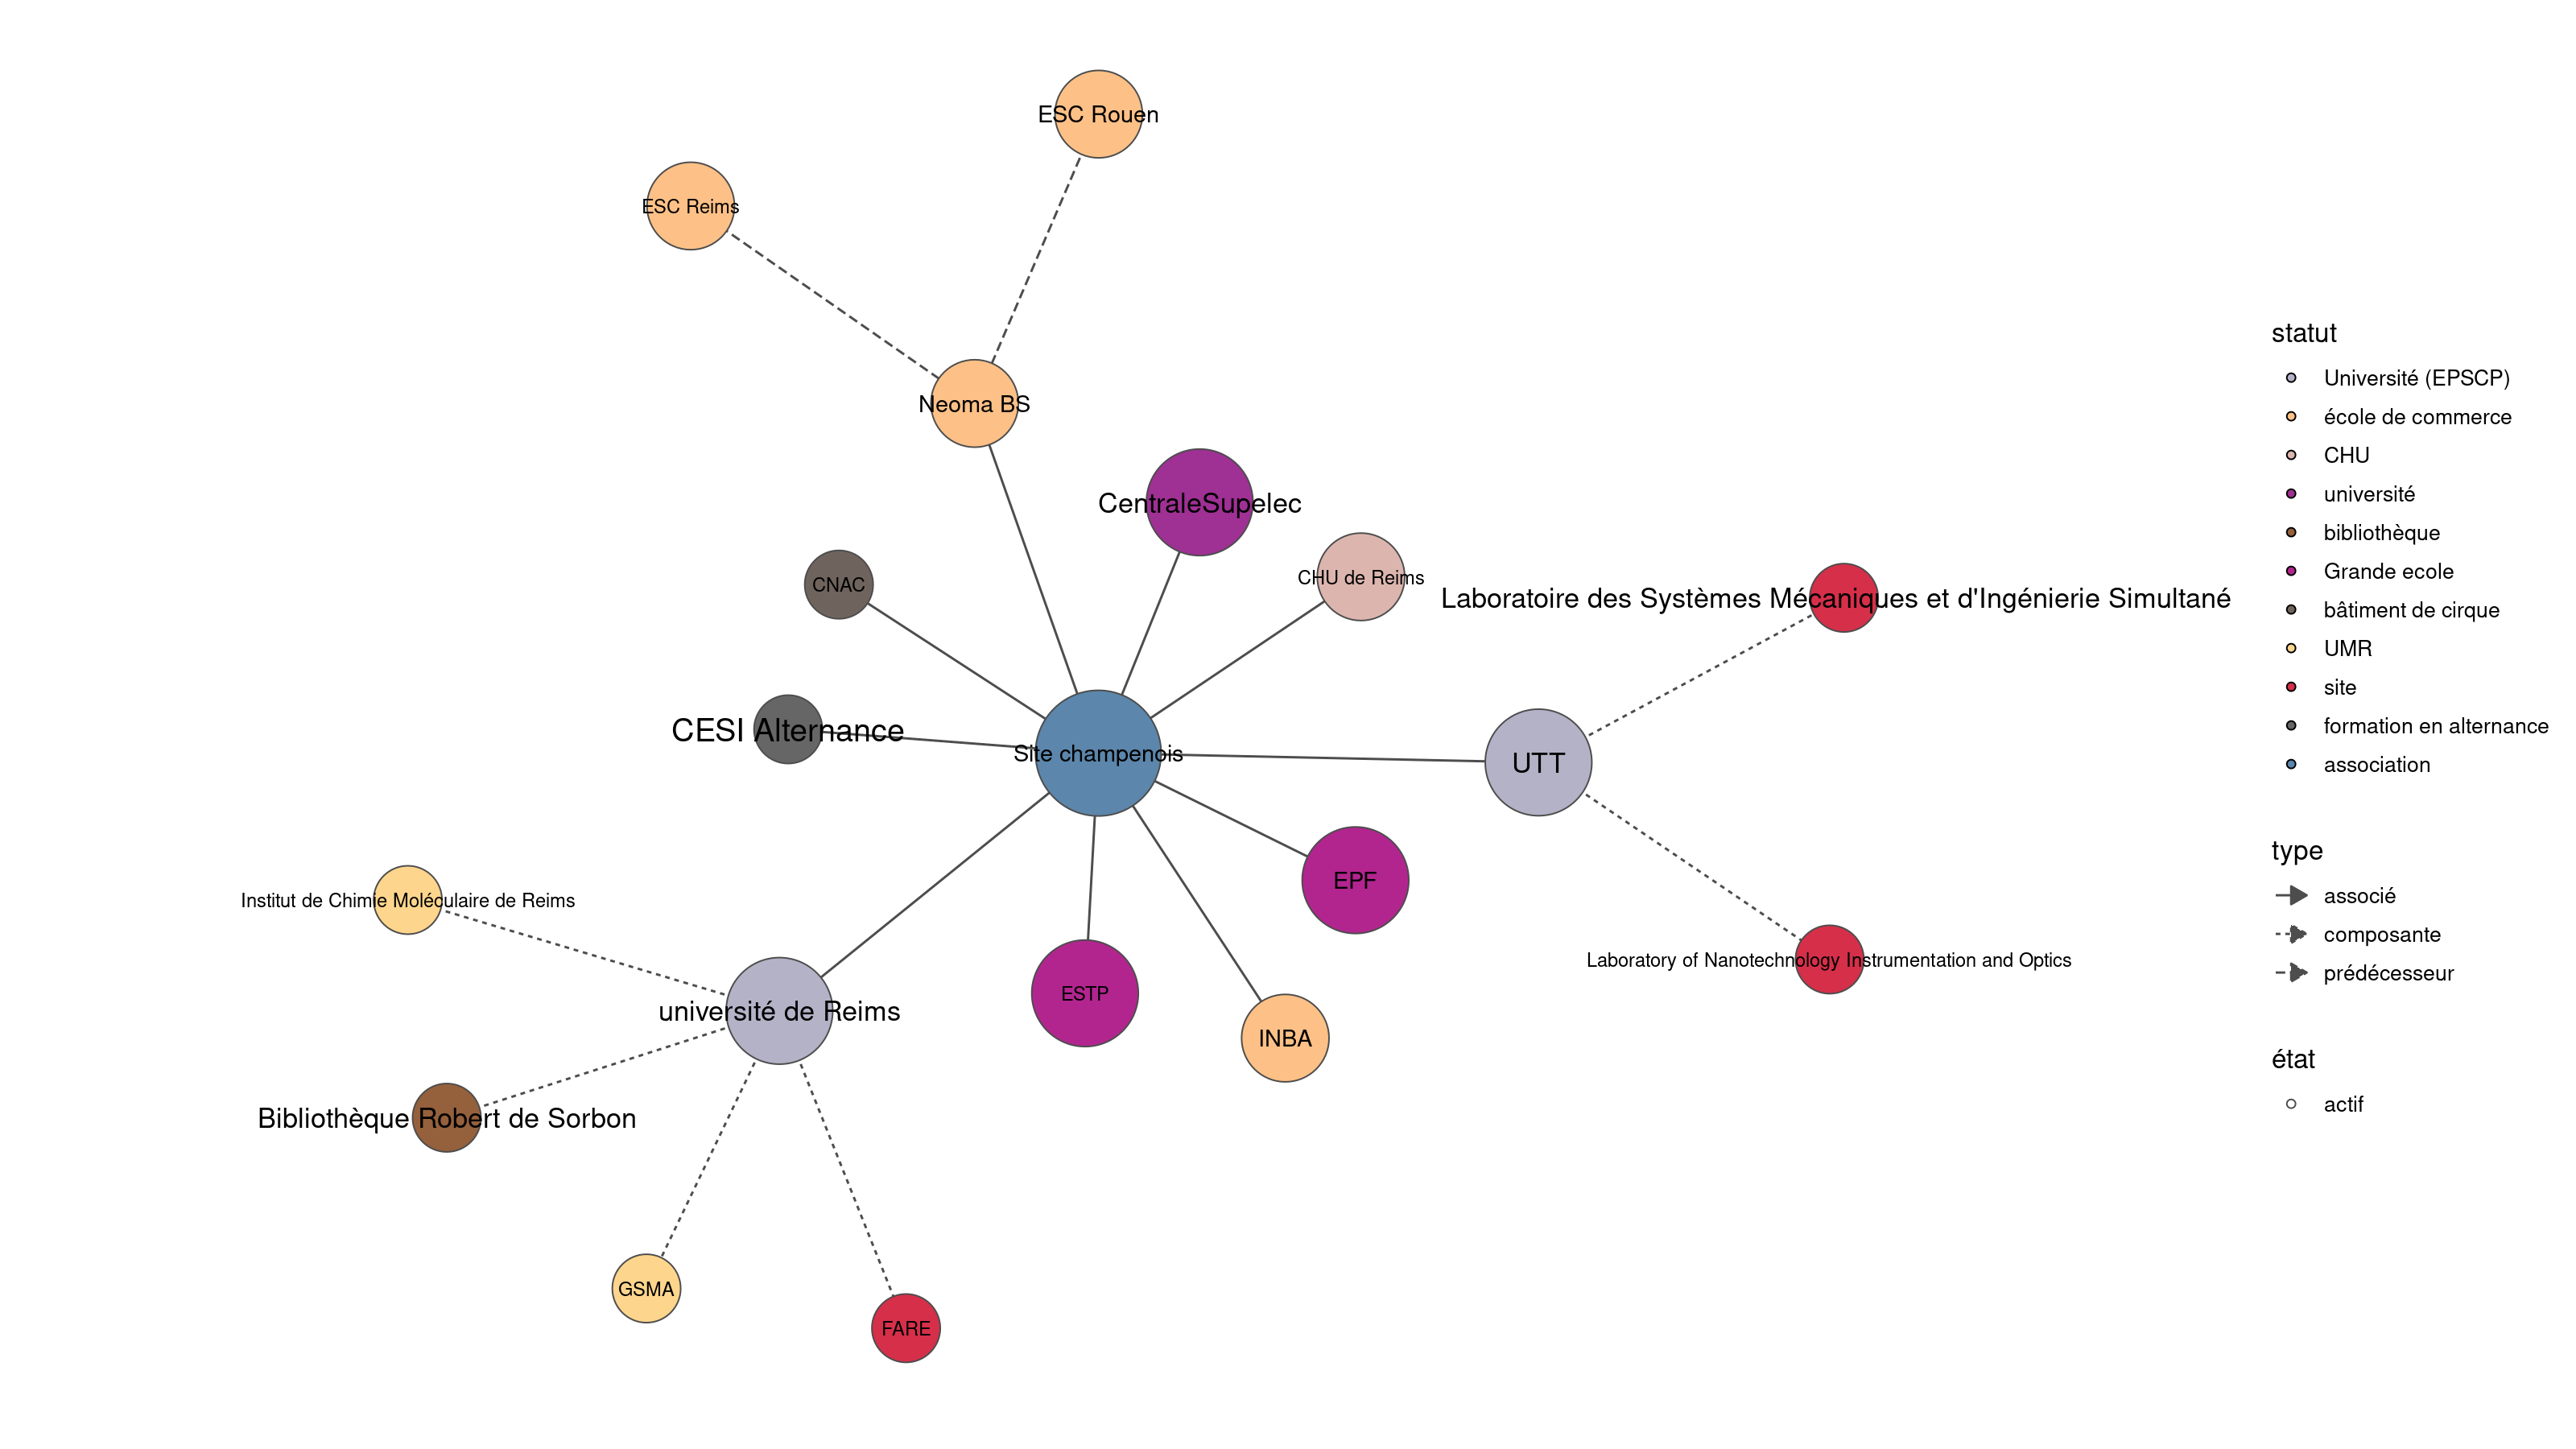 ESC Rouen
ESC Reims
Neoma BS
CentraleSupelec
CHU de Reims
CNAC
Laboratoire des Systèmes Mécaniques et d'Ingénierie Simultané
CESI Alternance
Site champenois
UTT
EPF
Institut de Chimie Moléculaire de Reims
Laboratory of Nanotechnology Instrumentation and Optics
ESTP
université de Reims
INBA
Bibliothèque Robert de Sorbon
GSMA
FARE
statut
Université (EPSCP)
école de commerce
CHU
université
bibliothèque
Grande ecole
bâtiment de cirque
UMR
site
formation en alternance
association
type
associé
composante
prédécesseur
état
actif